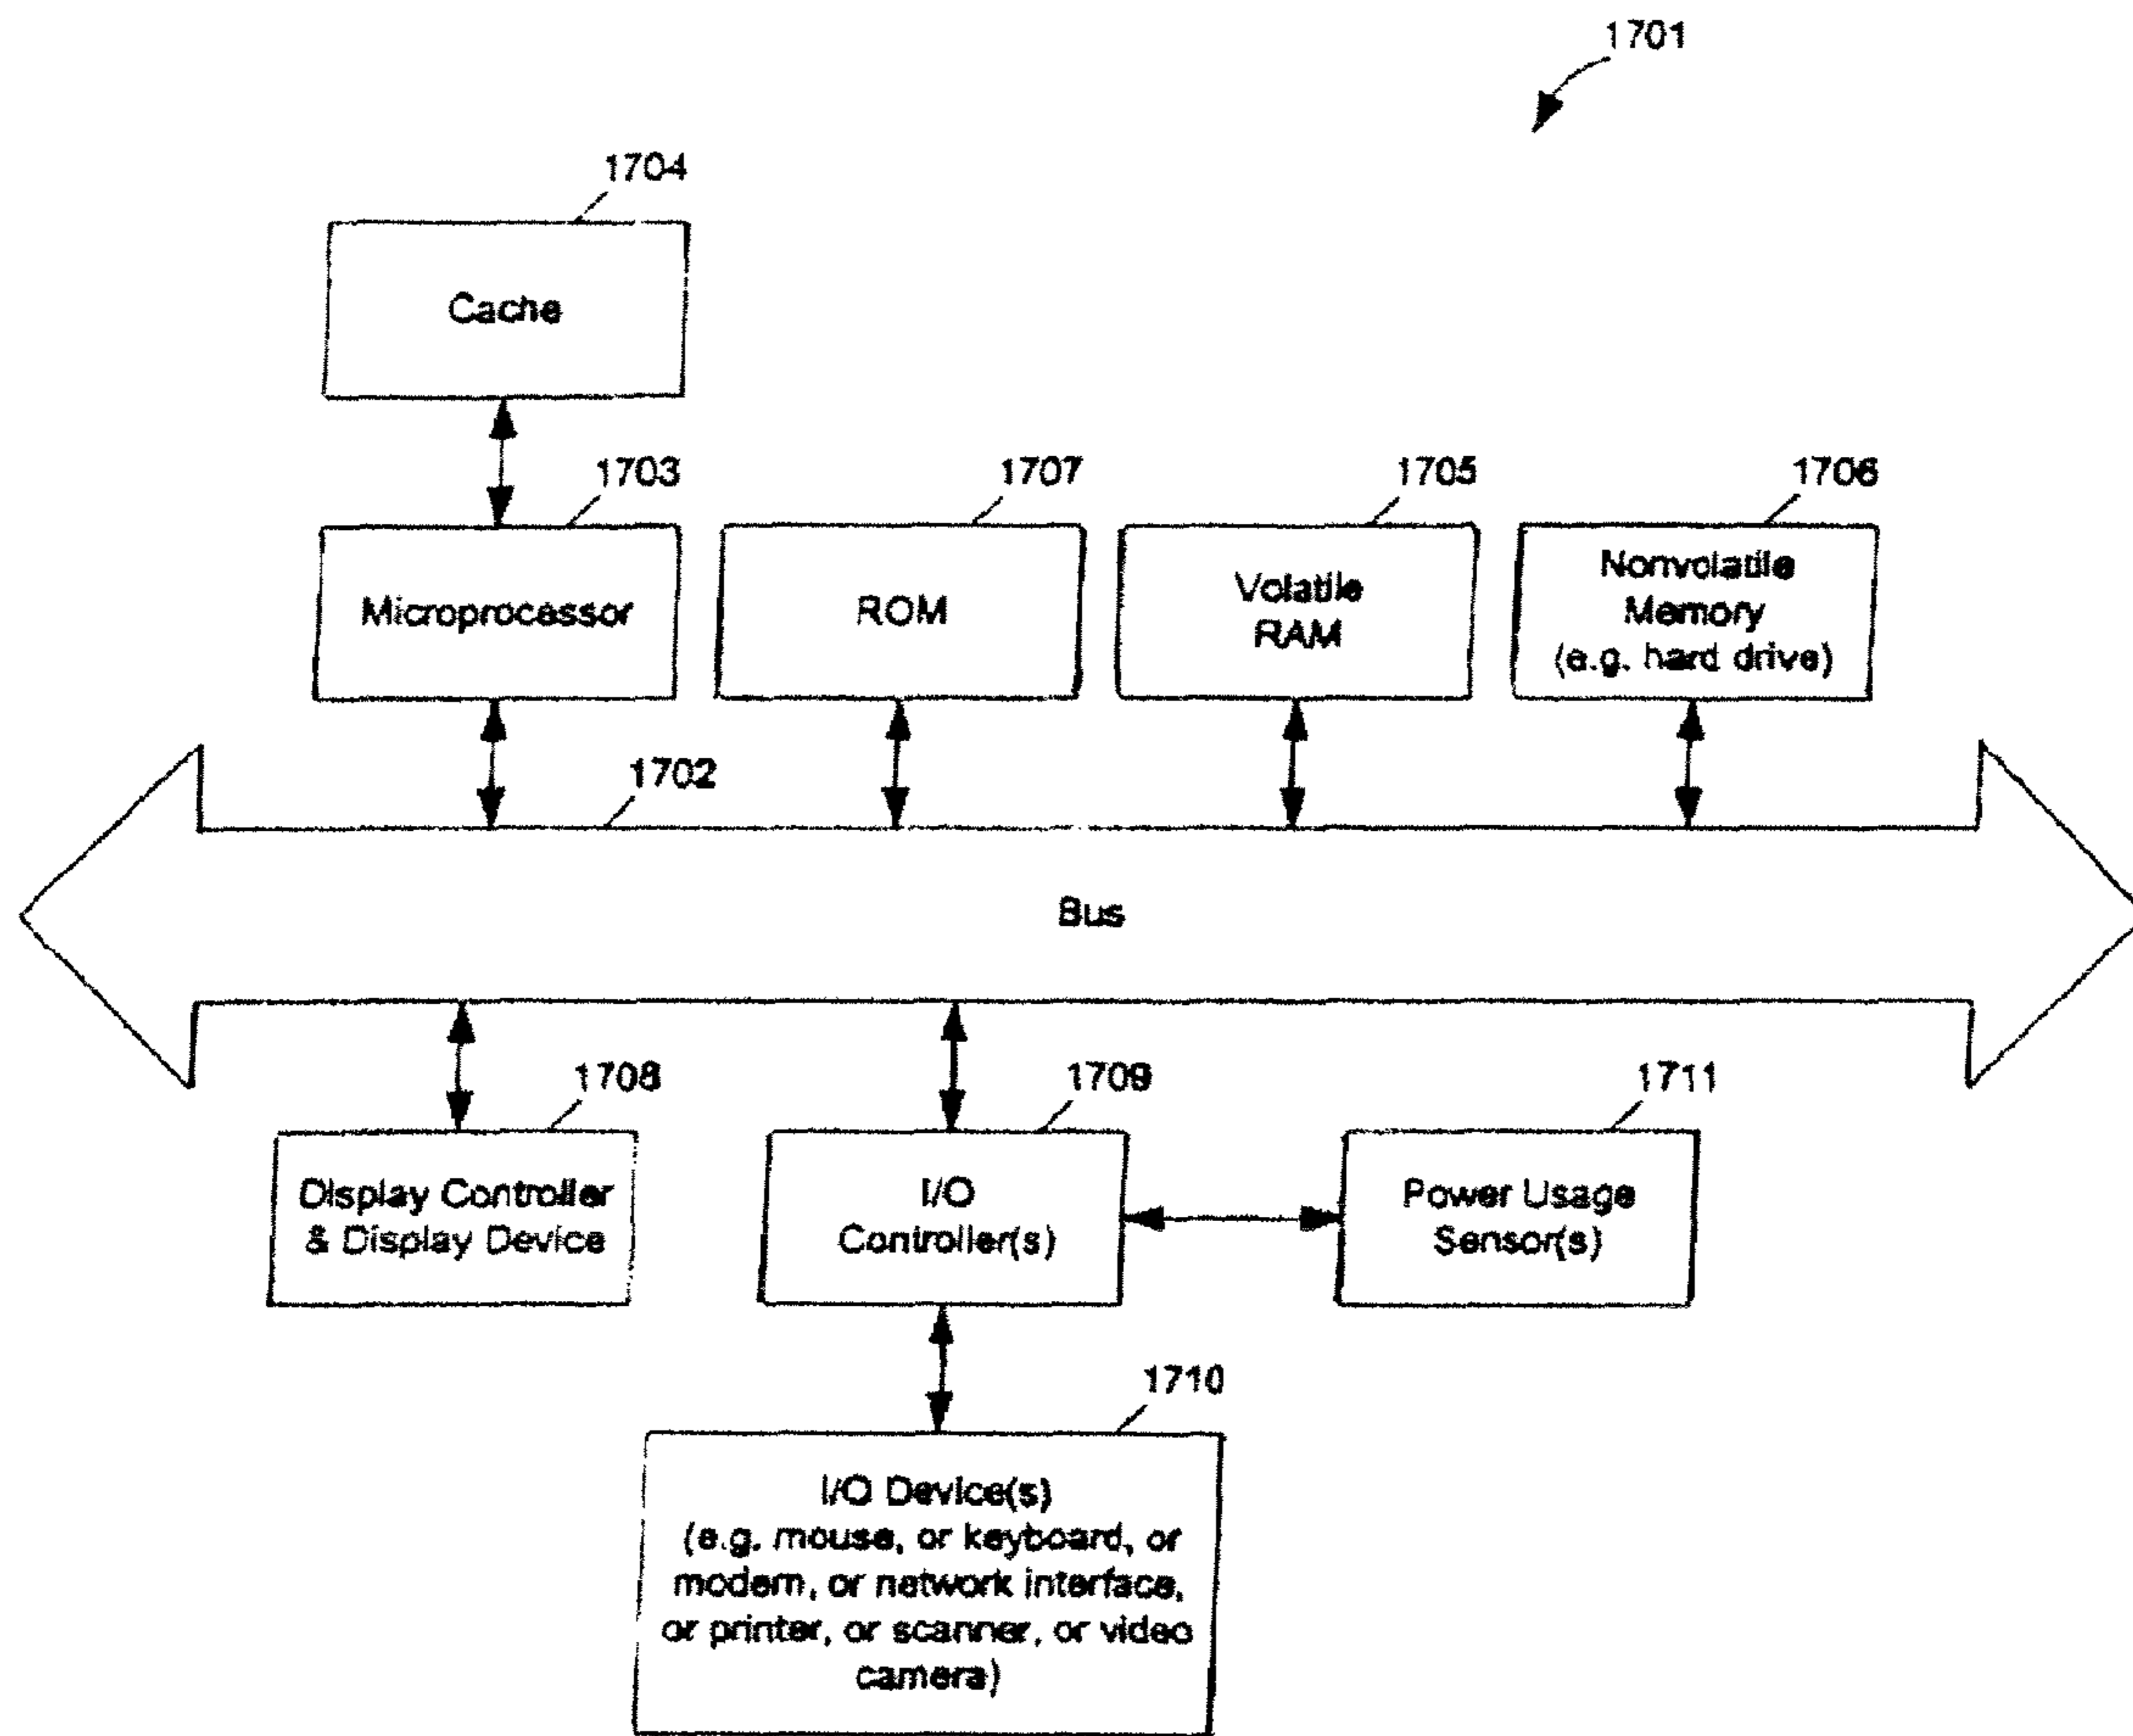 1701
1704
Cache
1703
1707
1705
1706
Microprocessor
ROM
Volatile
RAM
Nonvolatile
Memory
(e.g. hard drive)
1702
Bus
1708
1709
1711
Display Controller
& Display Device
I/O
Controller(s)
Power Usage
Sensor(s)
1710
I/O Device(s)
(e.g. mouse, or keyboard, or
modem, or network interface,
or printer, or scanner, or video
camera)